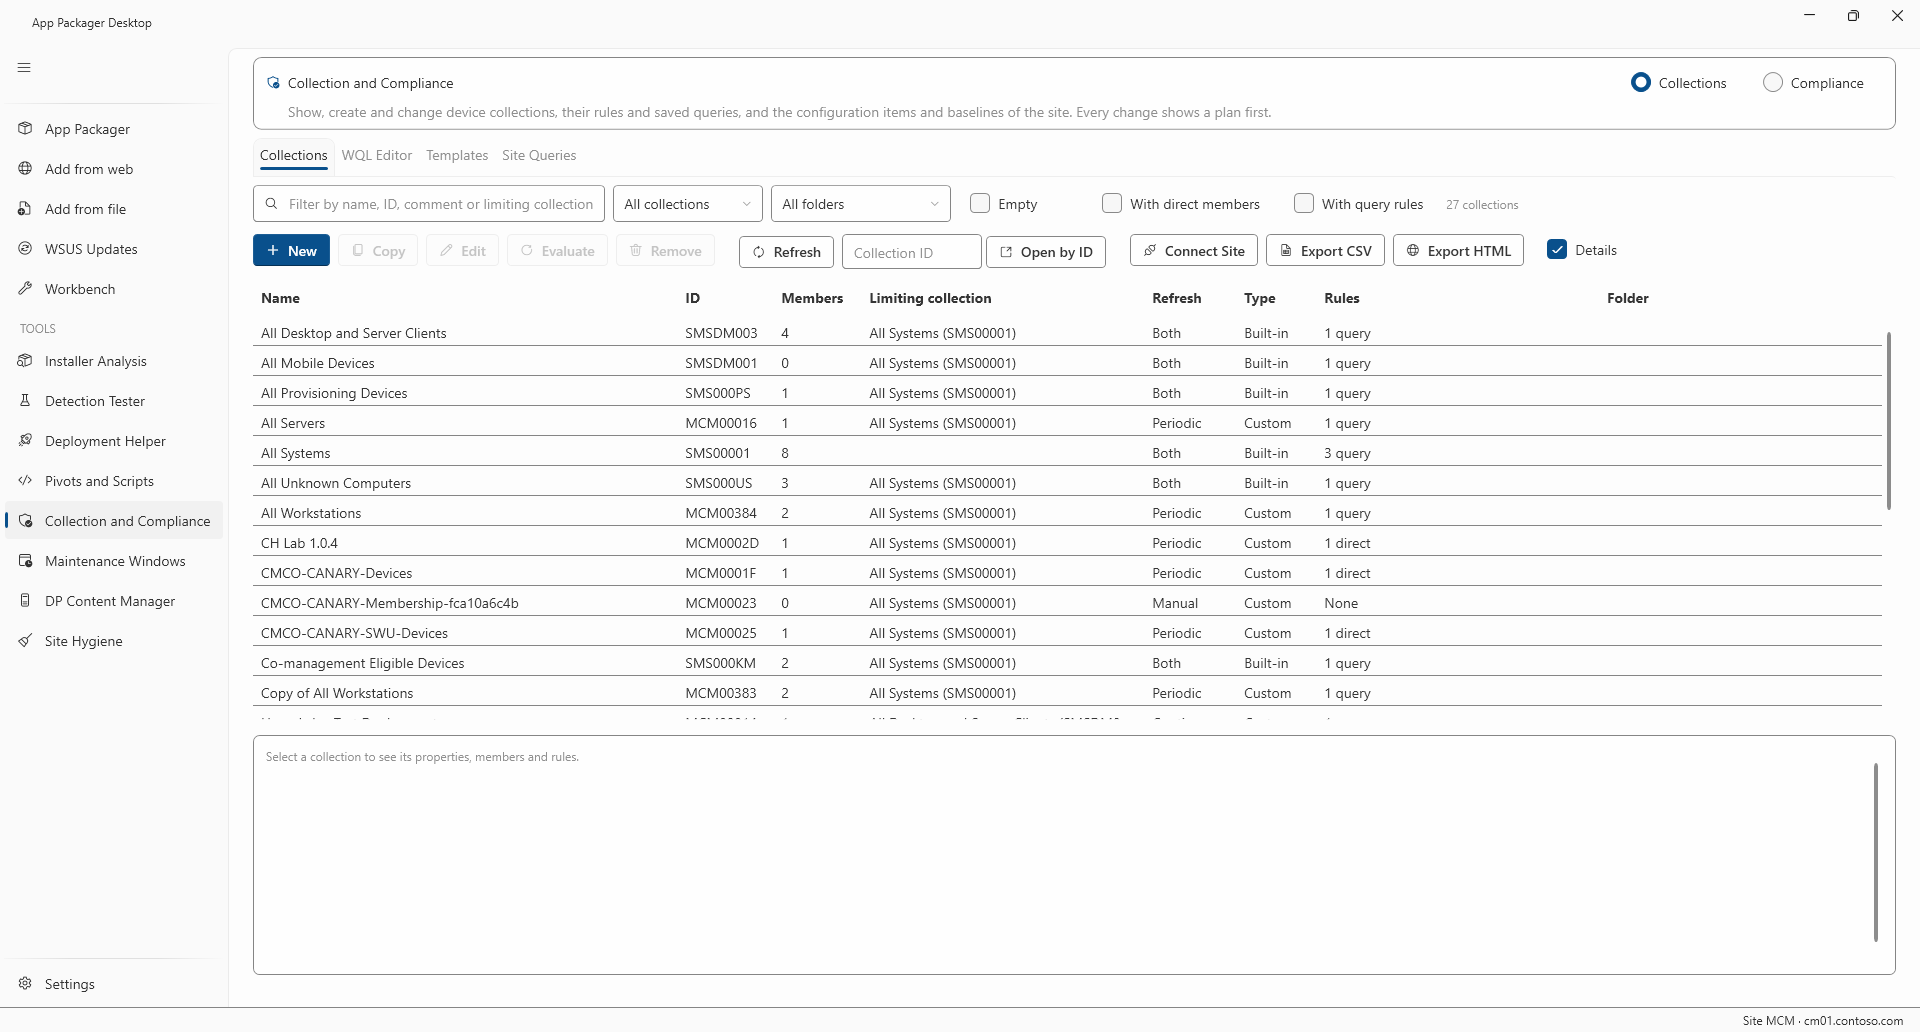 App Packager Desktop
App Packager
Add from web
Add from file
WSUS Updates
Workbench
TOOLS
Installer Analysis
Detection Tester
Deployment Helper
Pivots and Scripts
Collection and Compliance
Maintenance Windows
DP Content Manager
Site Hygiene
Settings
Collection and Compliance Collections Compliance
Show, create and change device collections, their rules and saved queries, and the configuration items and baselines of the site. Every change shows a plan first.
Collections WQL Editor Templates Site Queries
Filter by name, ID, comment or limiting collection All collections All folders Empty With direct members With query rules 27 collections
New Copy Edit Evaluate Remove Refresh Collection ID Open by ID Connect Site Export CSV Export HTML Details
Name ID Members Limiting collection Refresh Type Rules Folder
All Desktop and Server Clients SMSDM003 4 All Systems (SMS00001) Both Built-in 1 query
All Mobile Devices SMSDM001 0 All Systems (SMS00001) Both Built-in 1 query
All Provisioning Devices SMS000PS 1 All Systems (SMS00001) Both Built-in 1 query
All Servers MCM00016 1 All Systems (SMS00001) Periodic Custom 1 query
All Systems SMS00001 8 Both Built-in 3 query
All Unknown Computers SMS000US 3 All Systems (SMS00001) Both Built-in 1 query
All Workstations MCM00384 2 All Systems (SMS00001) Periodic Custom 1 query
CH Lab 1.0.4 MCM0002D 1 All Systems (SMS00001) Periodic Custom 1 direct
CMCO-CANARY-Devices MCM0001F 1 All Systems (SMS00001) Periodic Custom 1 direct
CMCO-CANARY-Membership-fca10a6c4b MCM00023 0 All Systems (SMS00001) Manual Custom None
CMCO-CANARY-SWU-Devices MCM00025 1 All Systems (SMS00001) Periodic Custom 1 direct
Co-management Eligible Devices SMS000KM 2 All Systems (SMS00001) Both Built-in 1 query
Copy of All Workstations MCM00383 2 All Systems (SMS00001) Periodic Custom 1 query
Select a collection to see its properties, members and rules.
Site MCM · cm01.contoso.com